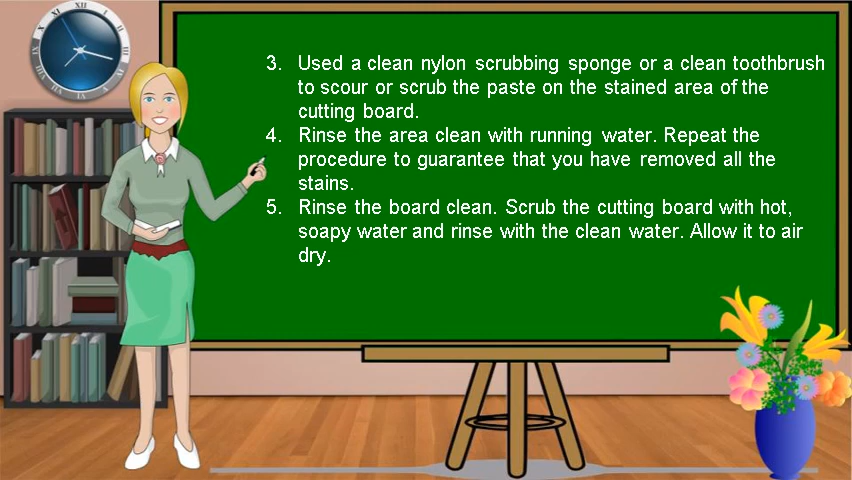 3. Used a clean nylon scrubbing sponge or a clean toothbrush
to scour or scrub the paste on the stained area of the
cutting board.
4. Rinse the area clean with running water. Repeat the
procedure to guarantee that you have removed all the
stains.
5. Rinse the board clean. Scrub the cutting board with hot,
soapy water and rinse with the clean water. Allow it to air
dry.